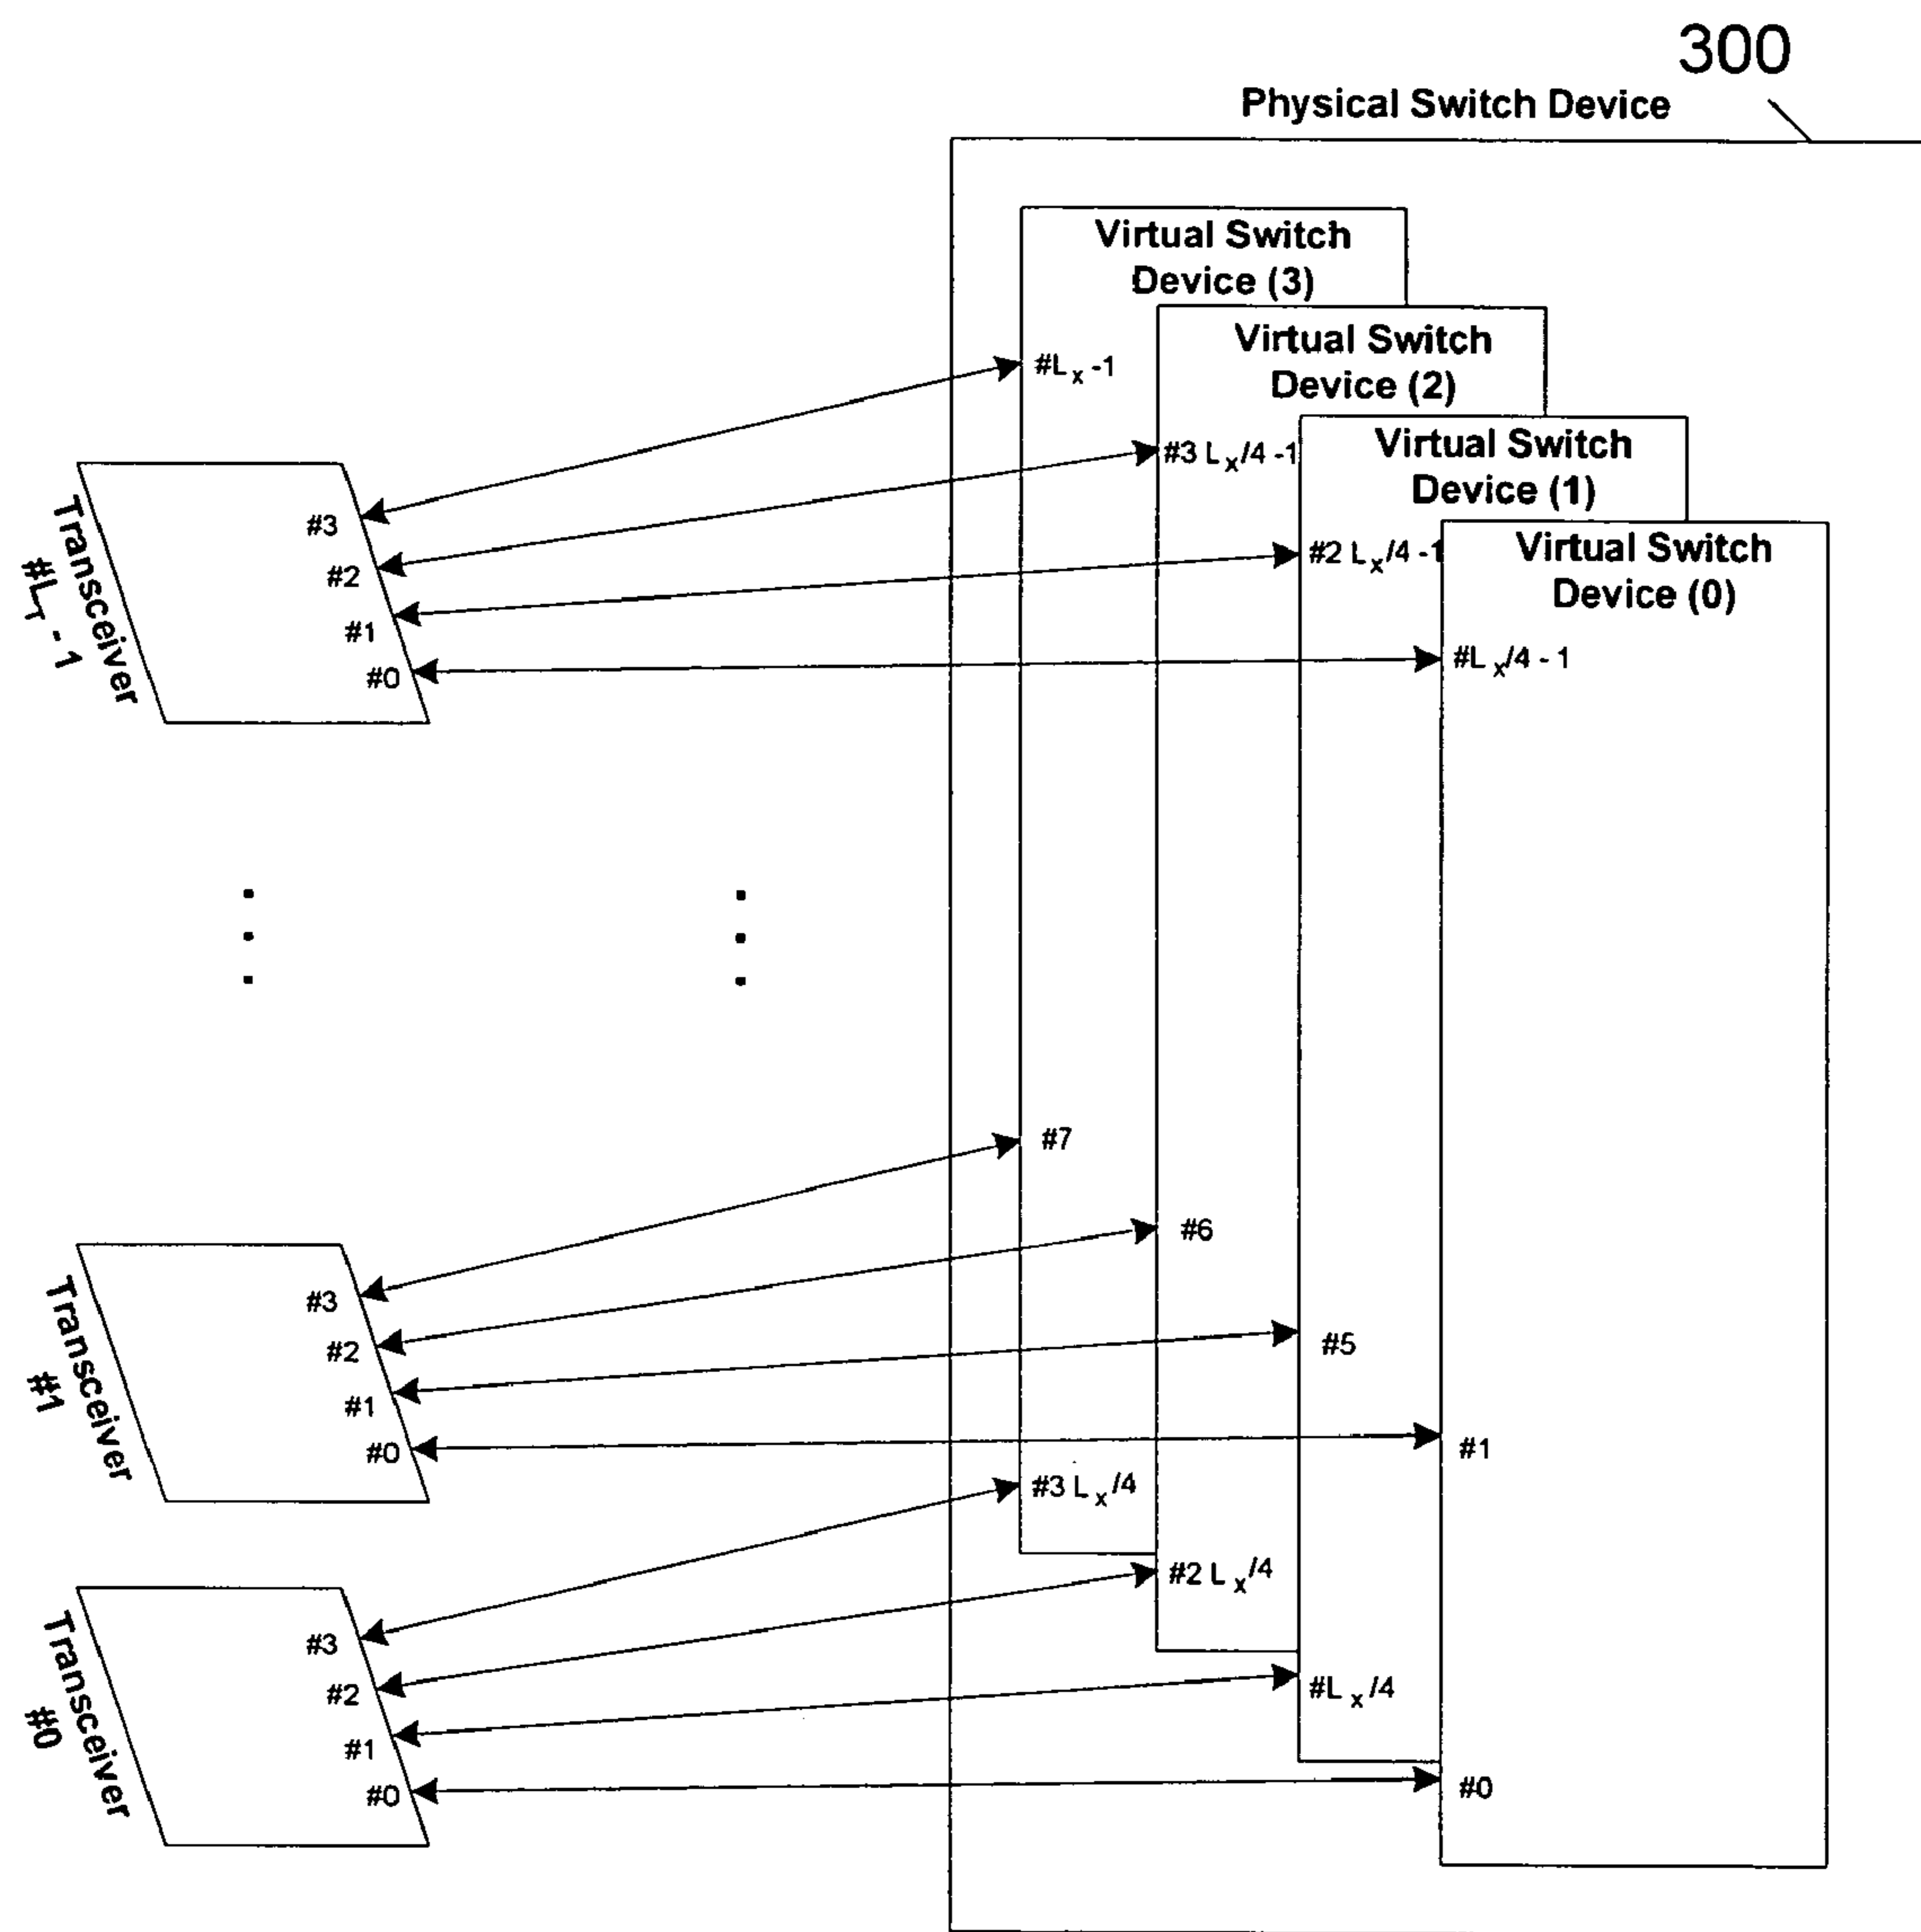 300
Physical Switch Device
Virtual Switch
Device (3)
Virtual Switch
Device (2)
Virtual Switch
Device (1)
Virtual Switch
Device (0)
#Lx -1
#3 Lx/4 -1
#2 Lx/4 -1
#Lx/4 - 1
Transceiver
#LT - 1
#3
#2
#1
#0
#7
#6
#5
#1
Transceiver
#1
#3
#2
#1
#0
#3 Lx /4
#2 Lx /4
#Lx /4
#0
Transceiver
#0
#3
#2
#1
#0